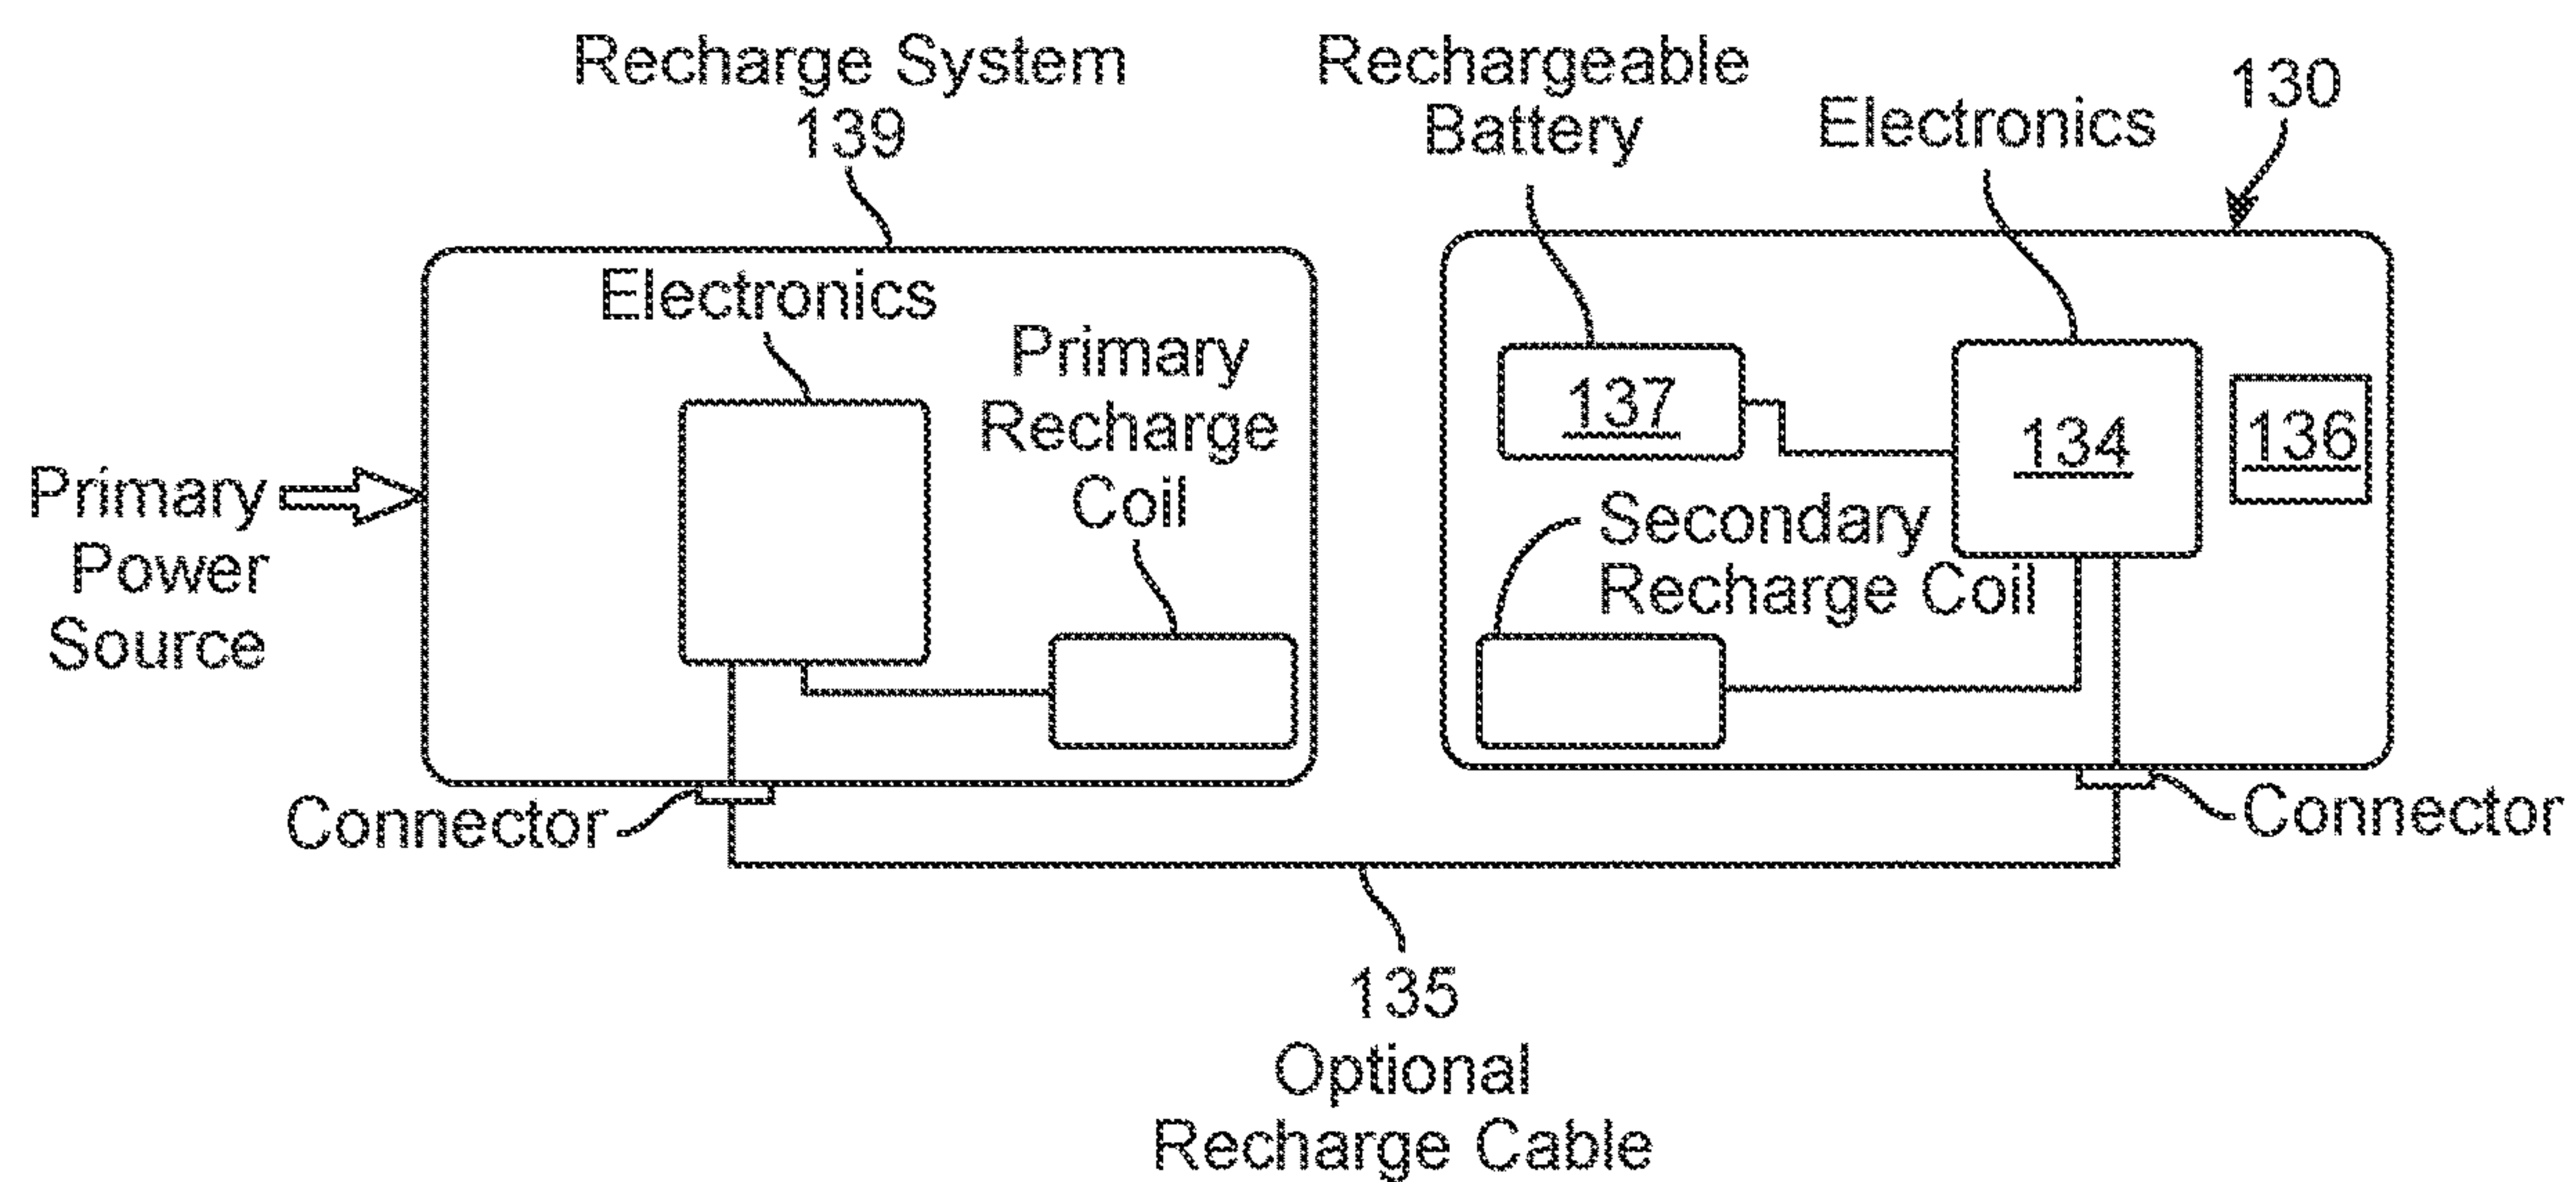 Recharge System
139
Rechargeable
Battery
Electronics
130
Electronics
Primary
Recharge
Coil
Primary
Power
Source
137
134
136
Secondary
Recharge Coil
Connector
Connector
135
Optional
Recharge Cable